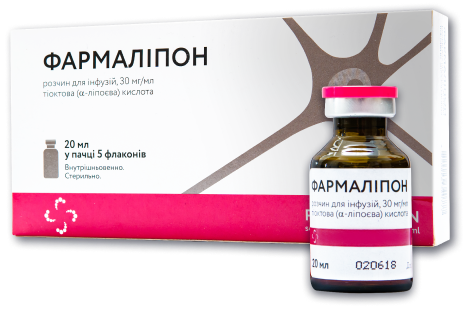 ФАРМАЛІПОН
розчин для інфузій, 30 мг/мл
тіоктова (α-ліпоєва) кислота
20 мл
у пачці 5 флаконів
Внутрішньовенно.
Стерильно.
ФАРМАЛІПОН
розчин для інфузій, 30 мг/мл
тіоктова (α-ліпоєва) кислота
20 мл
020618